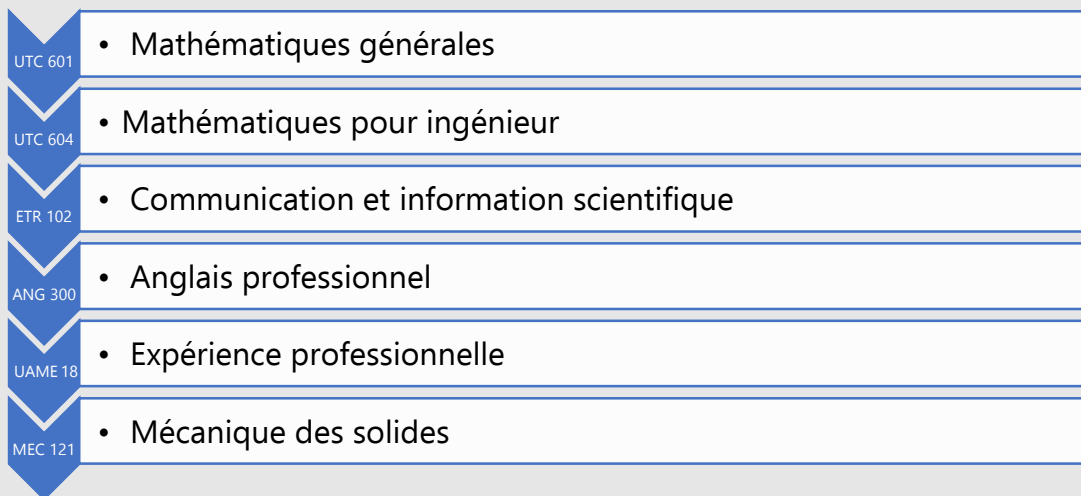 UTC 601
• Mathématiques générales
UTC 604
• Mathématiques pour ingénieur
ETR 102
• Communication et information scientifique
ANG 300
• Anglais professionnel
UAME 18
• Expérience professionnelle
MEC 121
• Mécanique des solides